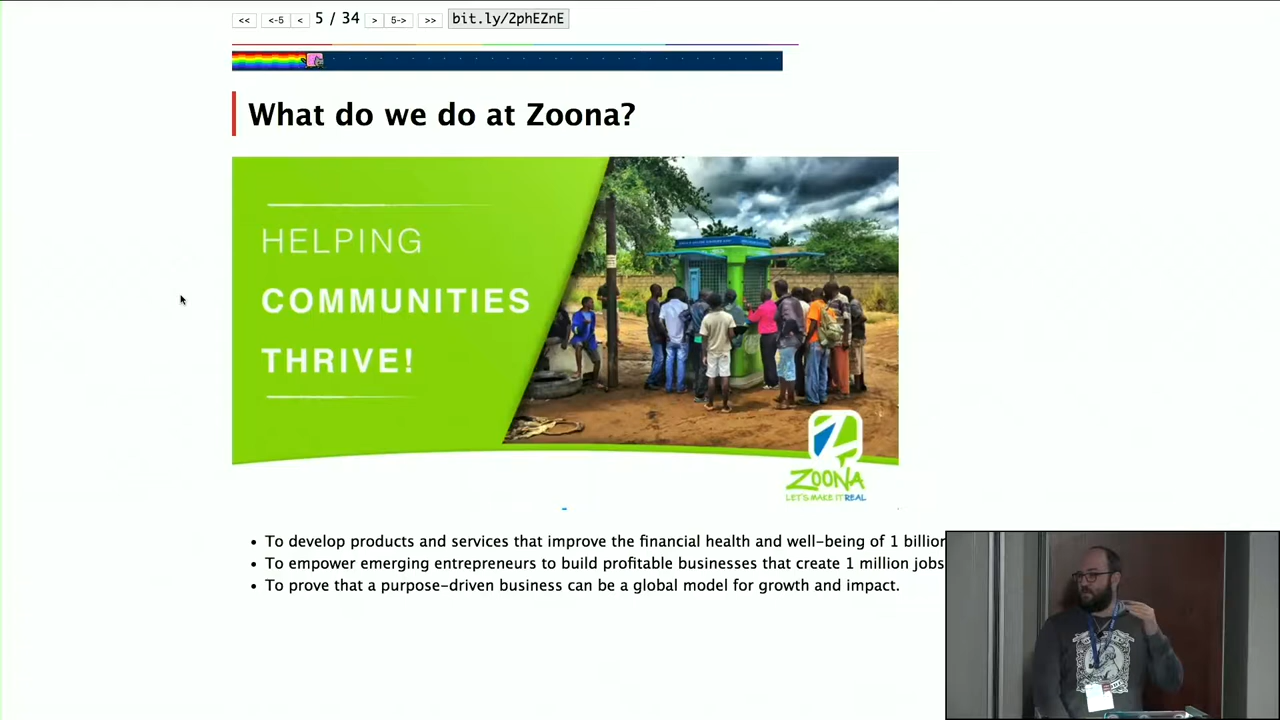 << <-5 < 5 / 34 > 5-> >> bit.ly/2phEZnE
What do we do at Zoona?
HELPING
COMMUNITIES
THRIVE!
ZOONA
LET'S MAKE IT REAL
• To develop products and services that improve the financial health and well-being of 1 billion
• To empower emerging entrepreneurs to build profitable businesses that create 1 million jobs
• To prove that a purpose-driven business can be a global model for growth and impact.